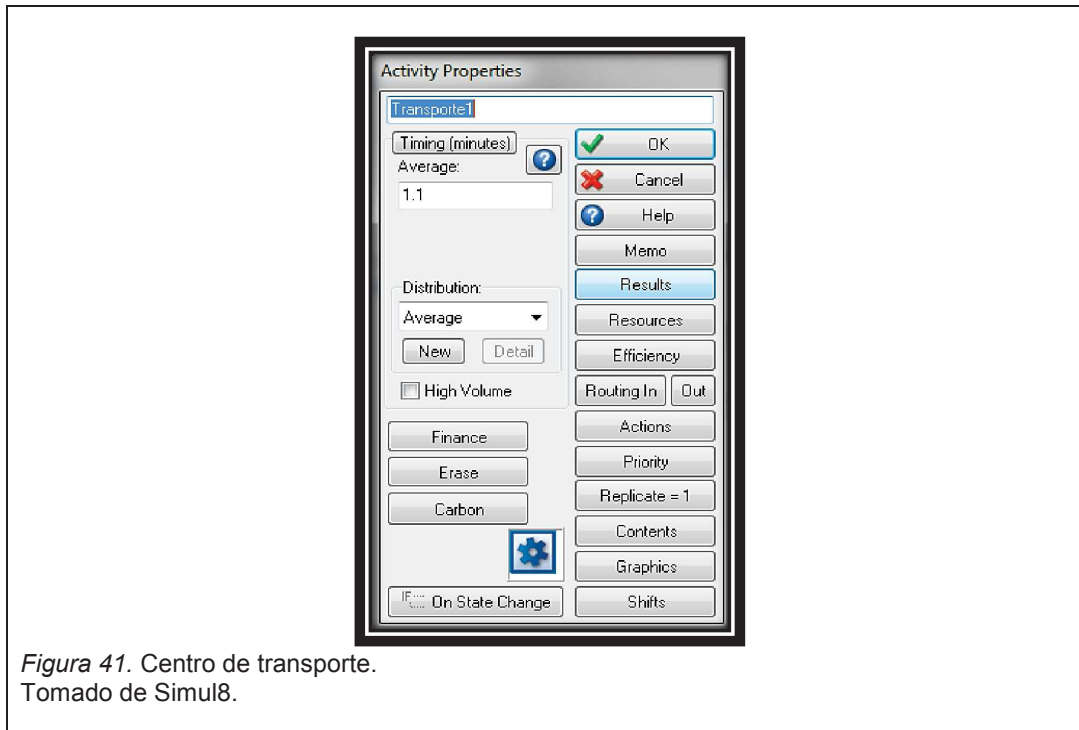 Activity Properties
Transporte1
Timing (minutes)
Average:
1.1
Distribution:
Average
New Detail
High Volume
Finance
Erase
Carbon
IF On State Change
OK
Cancel
Help
Memo
Results
Resources
Efficiency
Routing In Out
Actions
Priority
Replicate = 1
Contents
Graphics
Shifts
Figura 41. Centro de transporte.
Tomado de Simul8.